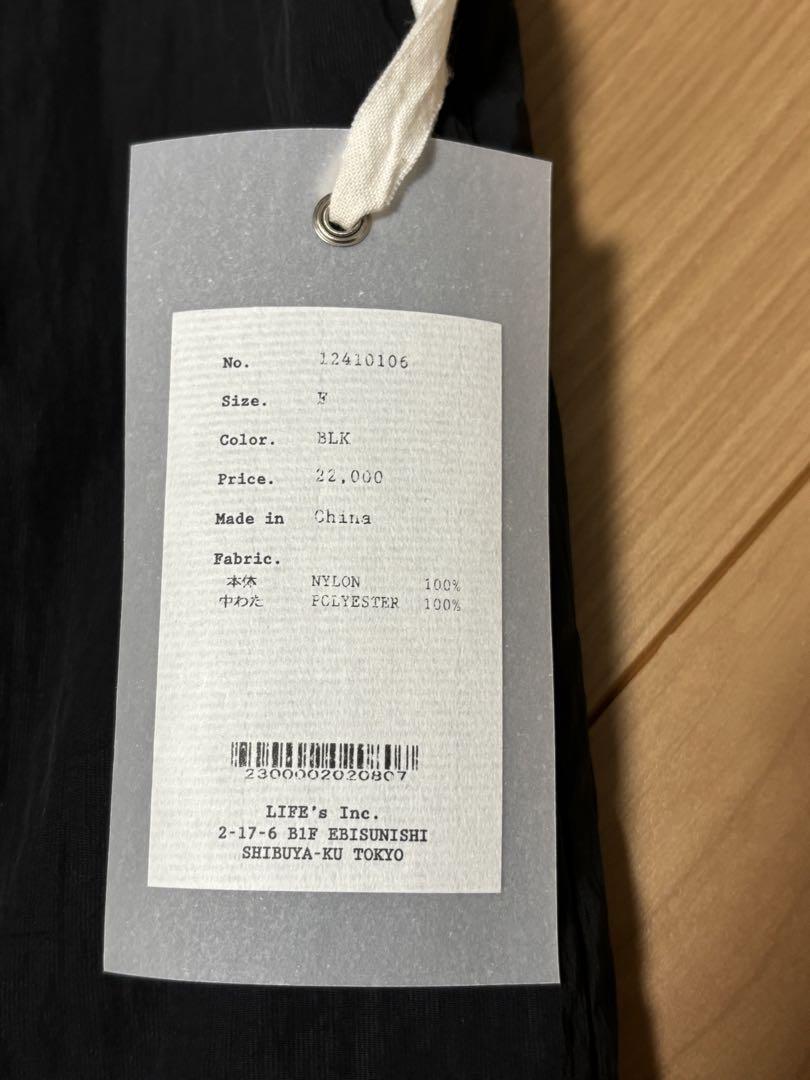 No. 12410106
Size. F
Color. BLK
Price. 22,000
Made in China
Fabric.
本体 NYLON 100%
中わた POLYESTER 100%
2300002020807
LIFE's Inc.
2-17-6 B1F EBISUNISHI
SHIBUYA-KU TOKYO